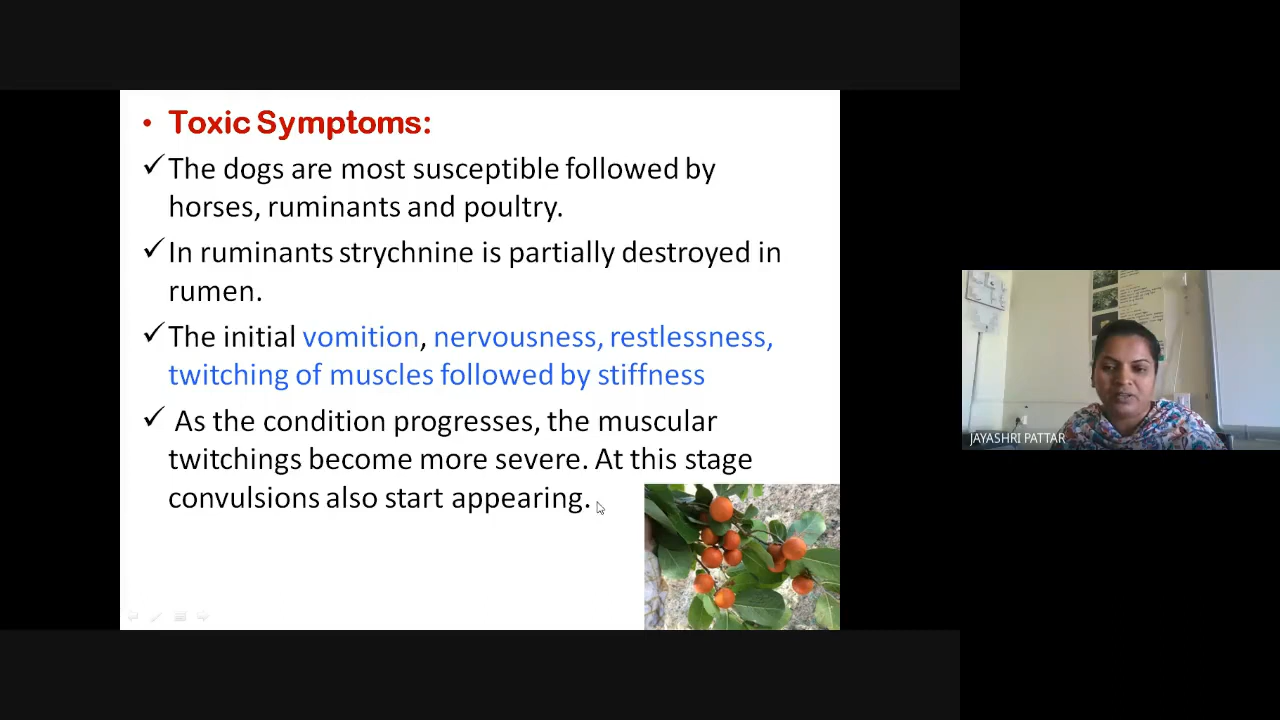 • Toxic Symptoms:
✓ The dogs are most susceptible followed by
horses, ruminants and poultry.
✓ In ruminants strychnine is partially destroyed in
rumen.
✓ The initial vomition, nervousness, restlessness,
twitching of muscles followed by stiffness
✓ As the condition progresses, the muscular
twitchings become more severe. At this stage
convulsions also start appearing.
JAYASHRI PATTAR